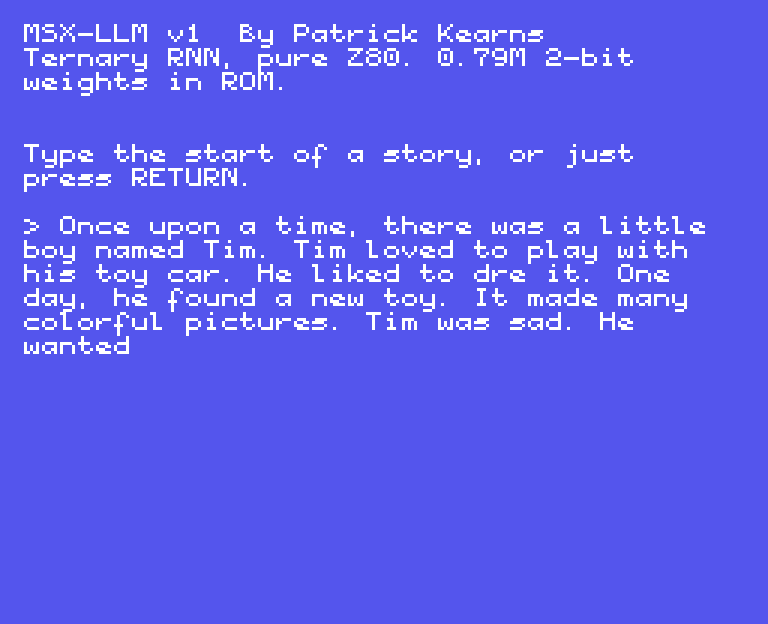 MSX-LLM v1  By Patrick Kearns
Ternary RNN, pure Z80. 0.79M 2-bit
weights in ROM.
Type the start of a story, or just
press RETURN.
> Once upon a time, there was a little
boy named Tim. Tim loved to play with
his toy car. He liked to dre it. One
day, he found a new toy. It made many
colorful pictures. Tim was sad. He
wanted